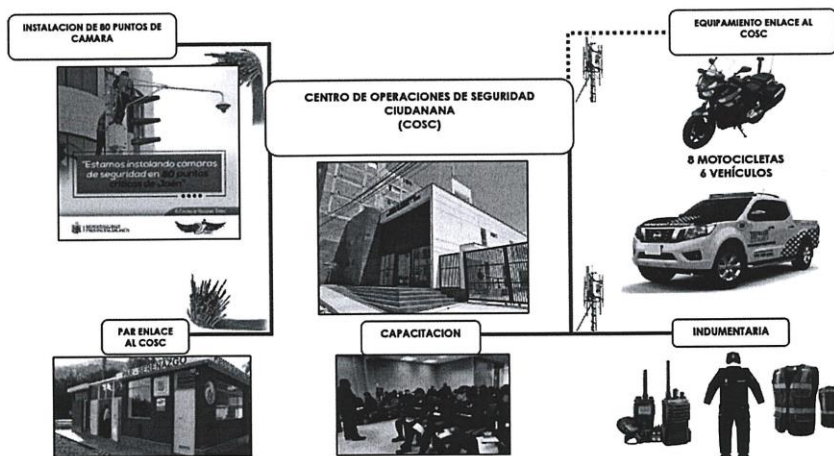 INSTALACION DE 80 PUNTOS DE
CAMARA
EQUIPAMIENTO ENLACE AL
COSC
CENTRO DE OPERACIONES DE SEGURIDAD
CIUDANANA
(COSC)
"Estamos instalando cámaras
de seguridad en 80 puntos
críticos de Jaén"
8 MOTOCICLETAS
6 VEHÍCULOS
PAR ENLACE
AL COSC
CAPACITACION
INDUMENTARIA
PAR - SERENAZGO